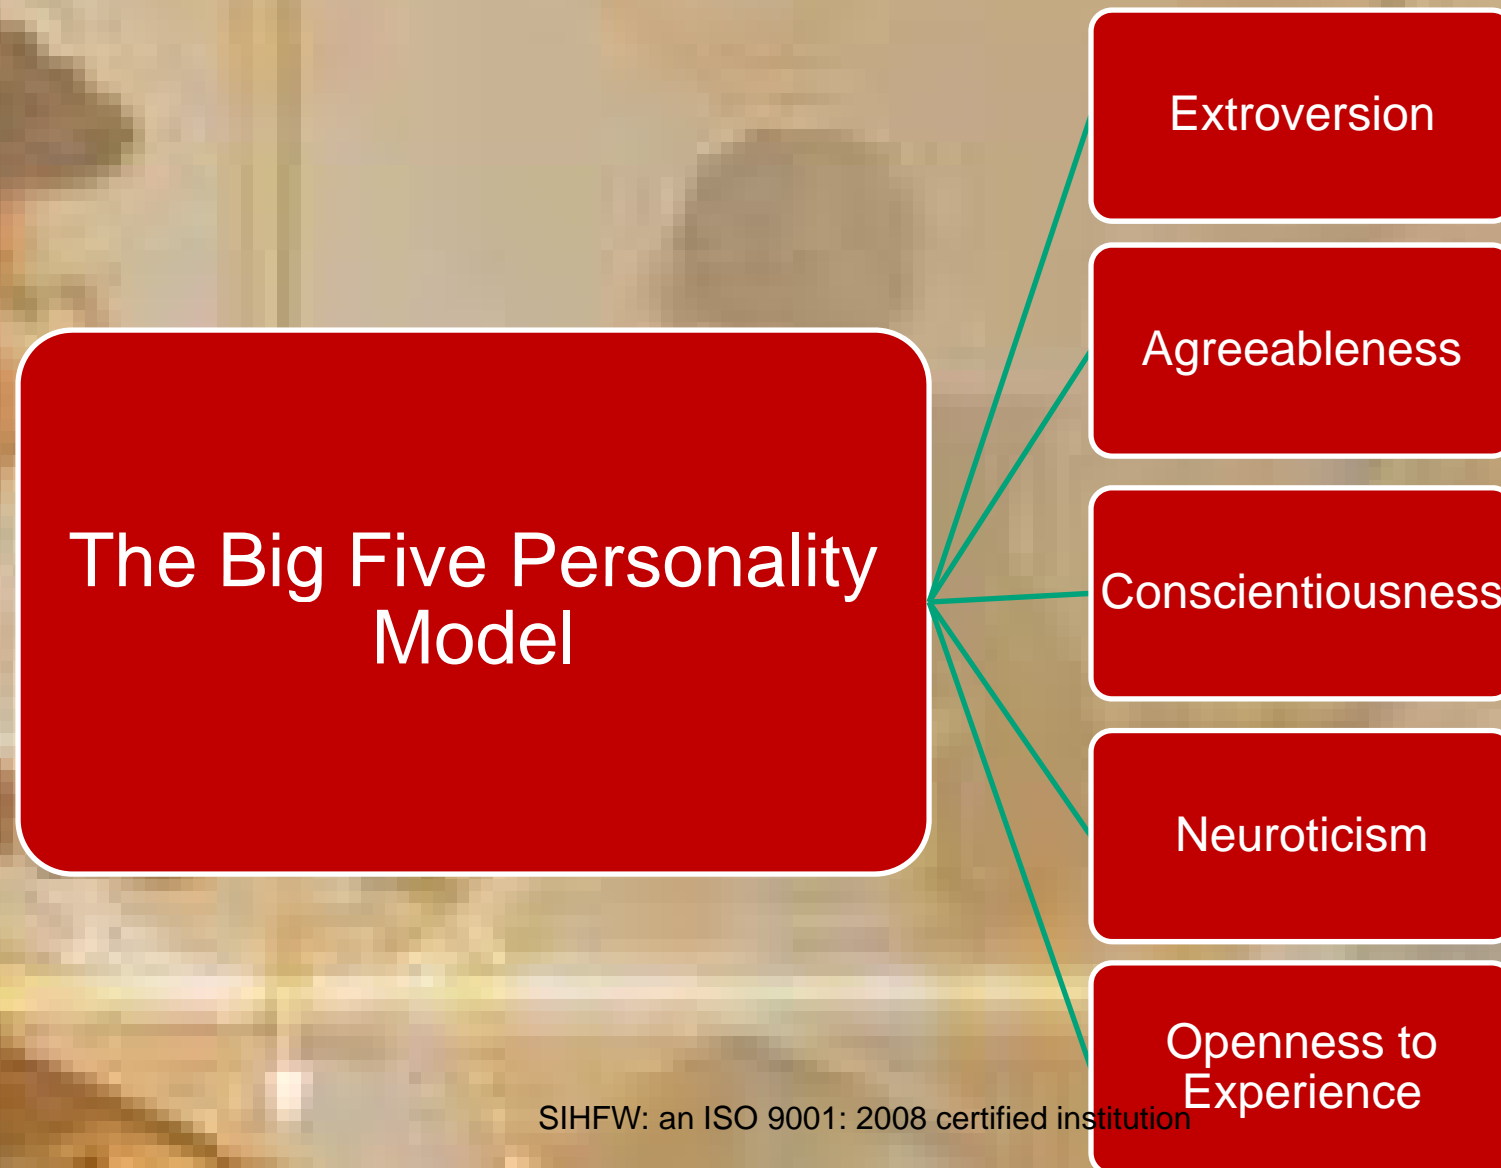 Extroversion
Agreeableness
The Big Five Personality
Model
Conscientiousness
Neuroticism
Openness to
Experience
SIHFW: an ISO 9001: 2008 certified institution